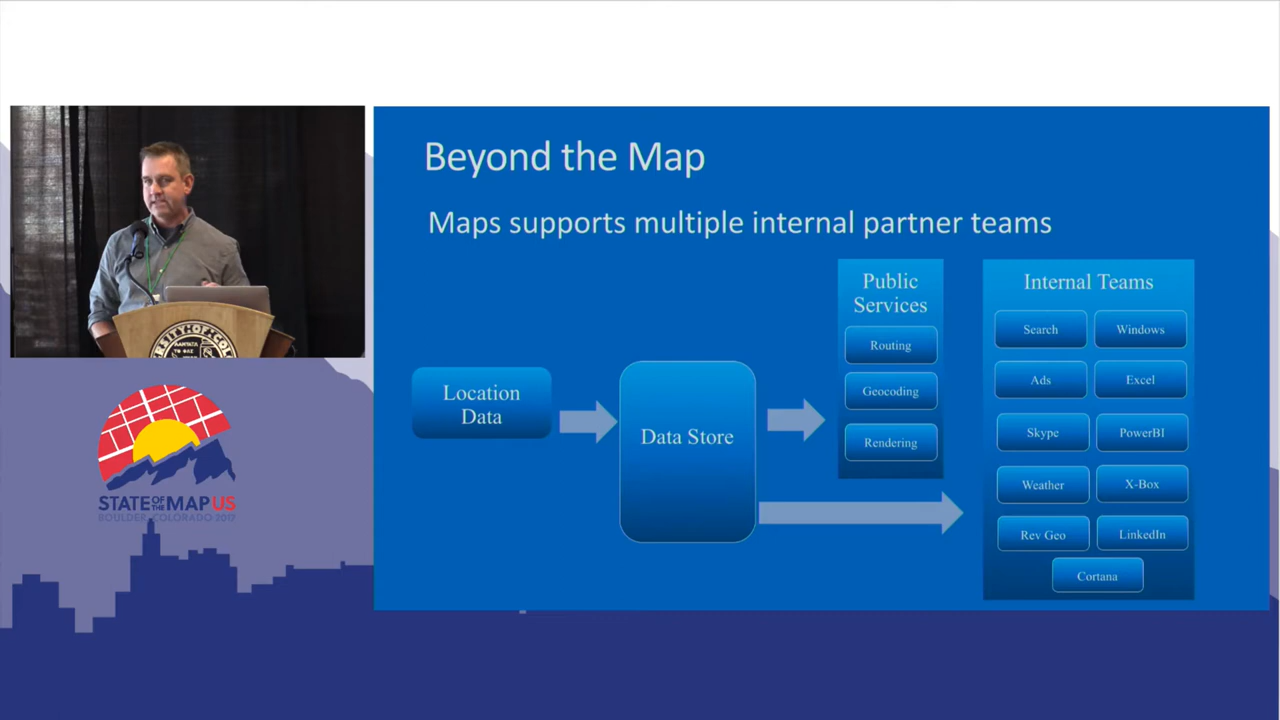 Beyond the Map
Maps supports multiple internal partner teams
Location
Data
Data Store
Public
Services
Routing
Geocoding
Rendering
Internal Teams
Search
Windows
Ads
Excel
Skype
PowerBI
Weather
X-Box
Rev Geo
LinkedIn
Cortana
STATE OF THE MAP US
BOULDER, COLORADO 2017